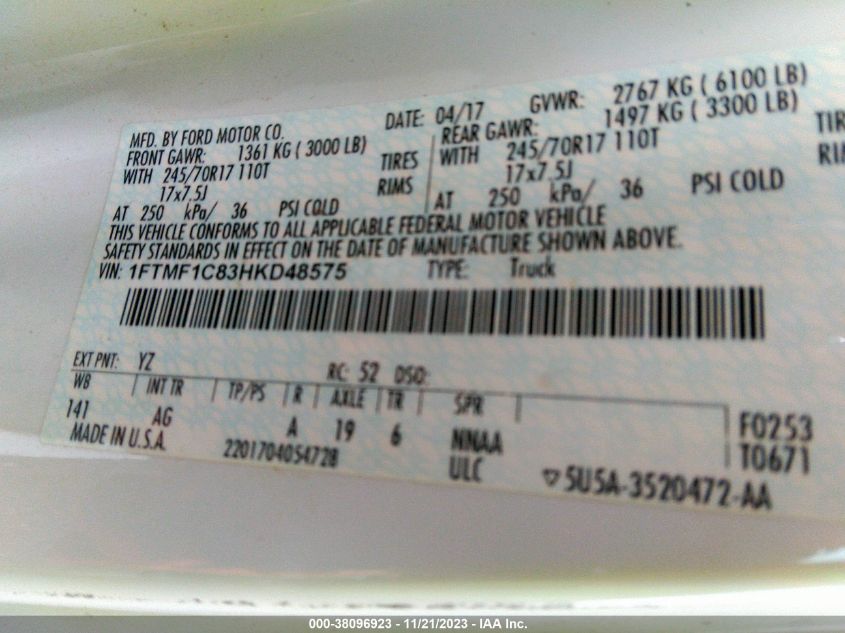 MFD. BY FORD MOTOR CO. DATE: 04/17 GVWR: 2767 KG ( 6100 LB)
FRONT GAWR: 1361 KG ( 3000 LB) REAR GAWR: 1497 KG ( 3300 LB)
WITH 245/70R17 110T TIRES WITH 245/70R17 110T TIR
17x7.5J RIMS 17x7.5J RI
AT 250 kPa/ 36 PSI COLD AT 250 kPa/ 36 PSI COLD
THIS VEHICLE CONFORMS TO ALL APPLICABLE FEDERAL MOTOR VEHICLE
SAFETY STANDARDS IN EFFECT ON THE DATE OF MANUFACTURE SHOWN ABOVE.
VIN: 1FTMF1C83HKD48575 TYPE: Truck
EXT PNT: YZ RC: 52 DSO:
WB INT TR TP/PS R AXLE TR SPR
141 AG A 19 6 NNAA F0253
MADE IN U.S.A. 2201704054728 ULC T0671
5U5A-3520472-AA
000-38096923 - 11/21/2023 - IAA Inc.